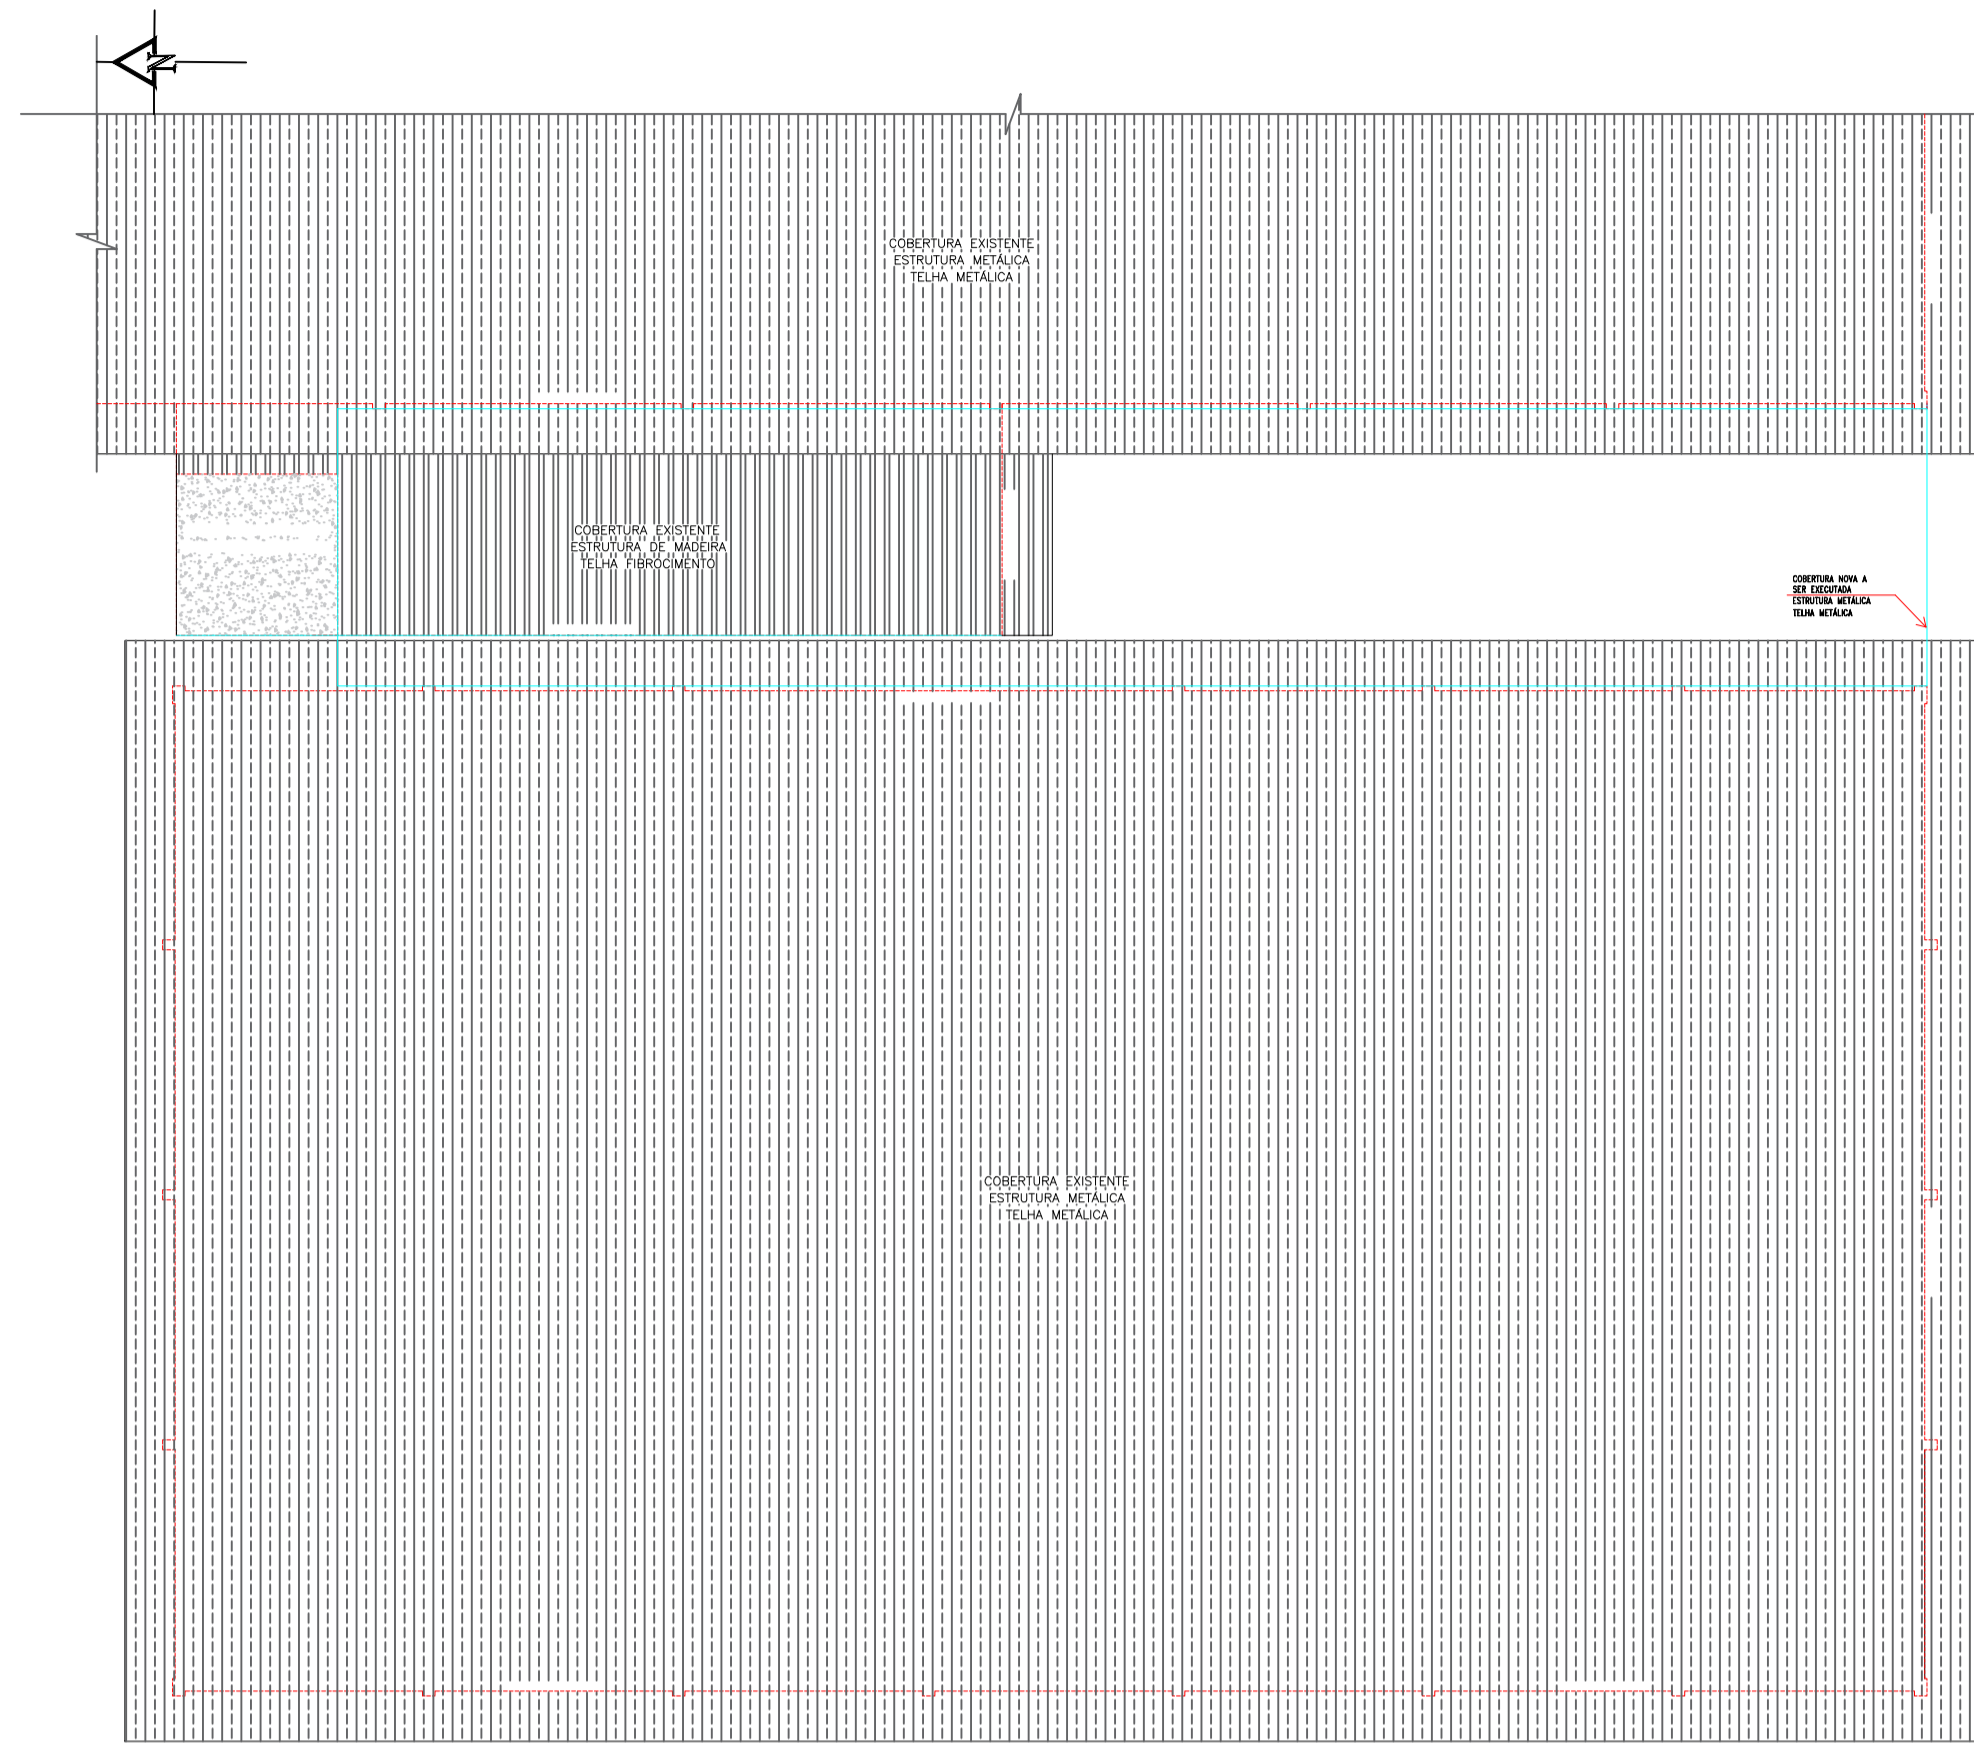 N
COBERTURA EXISTENTE
ESTRUTURA METÁLICA
TELHA METÁLICA
COBERTURA EXISTENTE
ESTRUTURA DE MADEIRA
TELHA FIBROCIMENTO
COBERTURA NOVA A
SER EXECUTADA
ESTRUTURA METÁLICA
TELHA METÁLICA
COBERTURA EXISTENTE
ESTRUTURA METÁLICA
TELHA METÁLICA